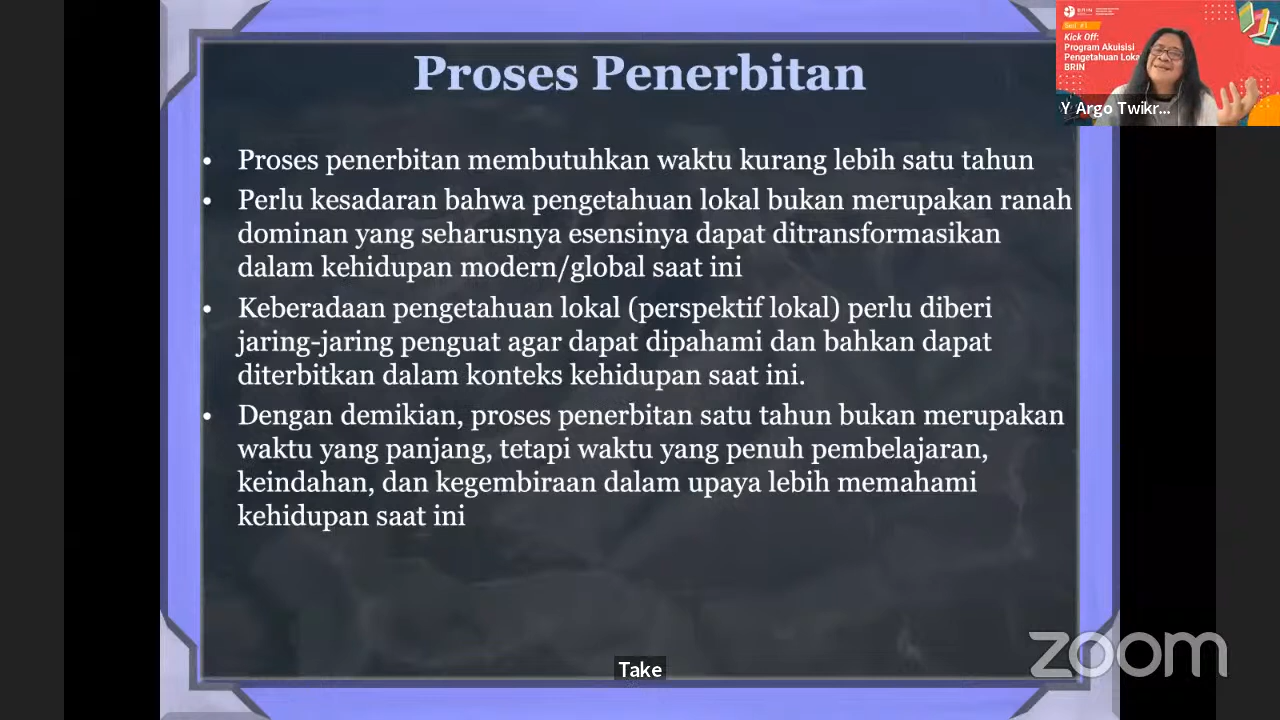 Proses Penerbitan
• Proses penerbitan membutuhkan waktu kurang lebih satu tahun
• Perlu kesadaran bahwa pengetahuan lokal bukan merupakan ranah
dominan yang seharusnya esensinya dapat ditransformasikan
dalam kehidupan modern/global saat ini
• Keberadaan pengetahuan lokal (perspektif lokal) perlu diberi
jaring-jaring penguat agar dapat dipahami dan bahkan dapat
diterbitkan dalam konteks kehidupan saat ini.
• Dengan demikian, proses penerbitan satu tahun bukan merupakan
waktu yang panjang, tetapi waktu yang penuh pembelajaran,
keindahan, dan kegembiraan dalam upaya lebih memahami
kehidupan saat ini
BRIN
Kick Off:
Program Akuisisi
Pengetahuan Loka
BRIN
Y Argo Twikr...
Take
zoom